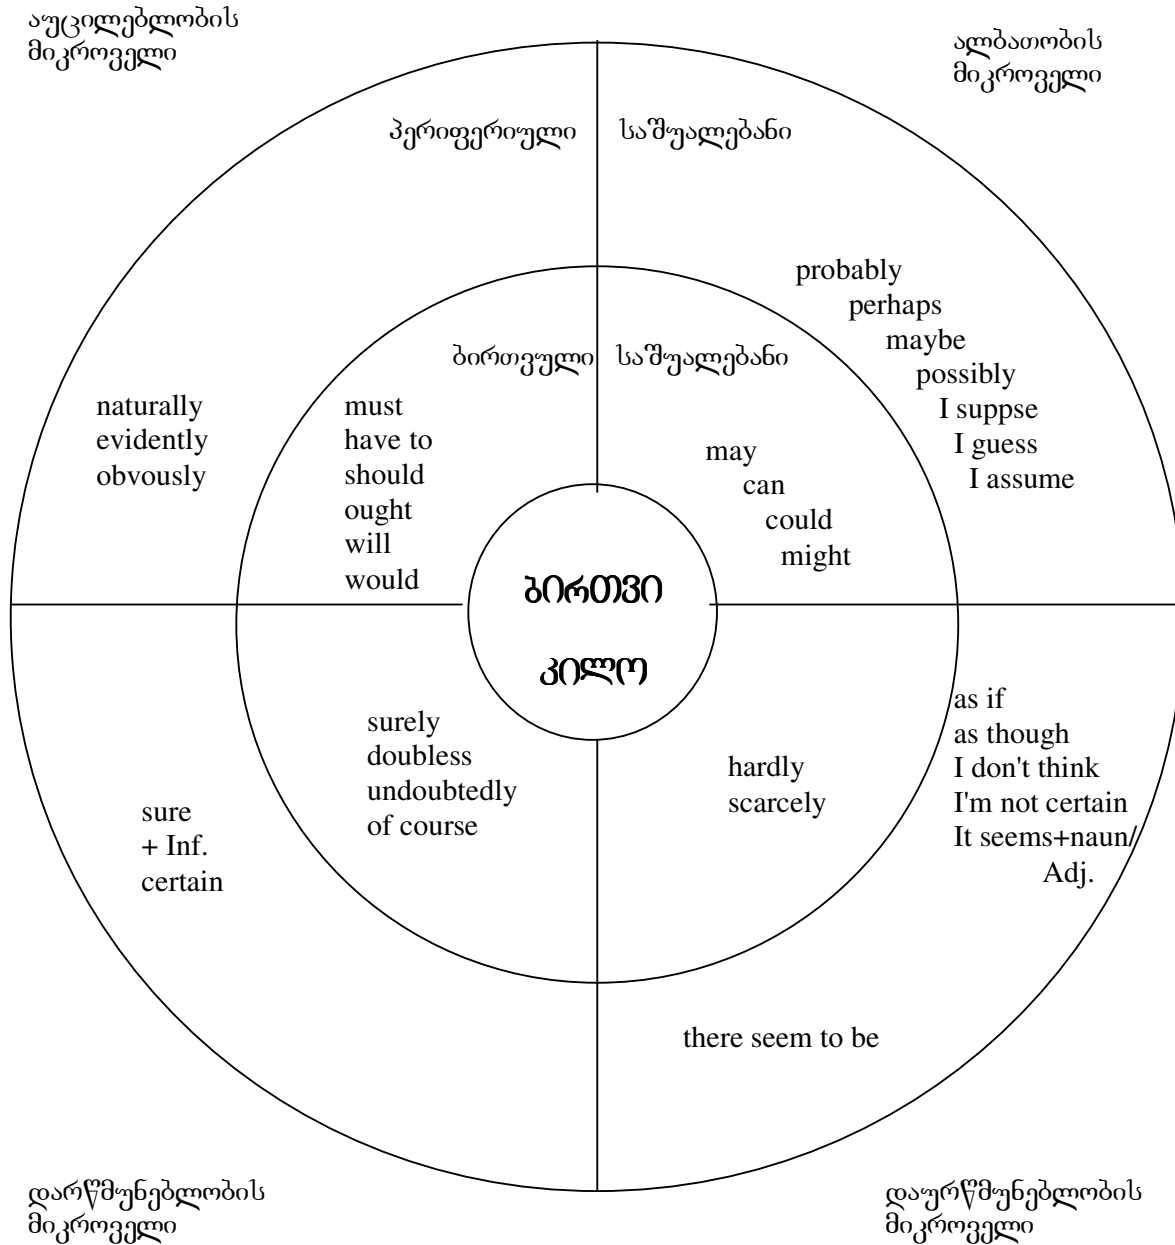 აუცილებლობის
მიკროველი
ალბათობის
მიკროველი
პერიფერიული საშუალებანი
probably
perhaps
maybe
possibly
I suppse
I guess
I assume
ბირთვული საშუალებანი
naturally
evidently
obvously
must
have to
should
ought
will
would
may
can
could
might
ბირთვი
კილო
surely
doubless
undoubtedly
of course
sure
+ Inf.
certain
hardly
scarcely
as if
as though
I don't think
I'm not certain
It seems+naun/
Adj.
there seem to be
დარწმუნებლობის
მიკროველი
დაურწმუნებლობის
მიკროველი